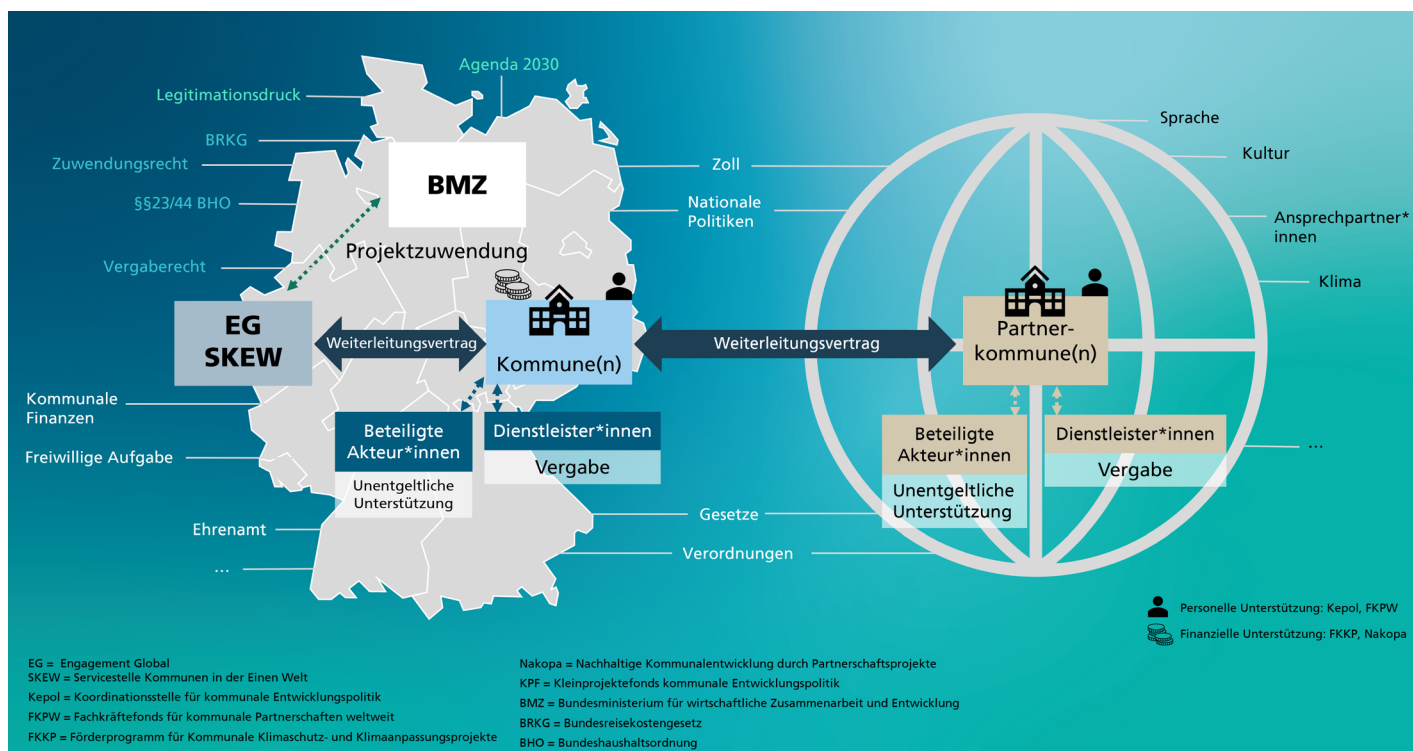 Agenda 2030
Legitimationsdruck
BRKG
Zuwendungsrecht
§§23/44 BHO
Vergaberecht
BMZ
Projektzuwendung
EG
SKEW
Weiterleitungsvertrag
Kommune(n)
Weiterleitungsvertrag
Partner-
kommune(n)
Zoll
Nationale
Politiken
Sprache
Kultur
Ansprechpartner*
innen
Klima
...
Kommunale
Finanzen
Freiwillige Aufgabe
Ehrenamt
...
Beteiligte
Akteur*innen
Unentgeltliche
Unterstützung
Dienstleister*innen
Vergabe
Gesetze
Verordnungen
Beteiligte
Akteur*innen
Unentgeltliche
Unterstützung
Dienstleister*innen
Vergabe
Personelle Unterstützung: Kepol, FKPW
Finanzielle Unterstützung: FKKP, Nakopa
EG = Engagement Global
SKEW = Servicestelle Kommunen in der Einen Welt
Kepol = Koordinationsstelle für kommunale Entwicklungspolitik
FKPW = Fachkräftefonds für kommunale Partnerschaften weltweit
FKKP = Förderprogramm für Kommunale Klimaschutz- und Klimaanpassungsprojekte
Nakopa = Nachhaltige Kommunalentwicklung durch Partnerschaftsprojekte
KPF = Kleinprojektefonds kommunale Entwicklungspolitik
BMZ = Bundesministerium für wirtschaftliche Zusammenarbeit und Entwicklung
BRKG = Bundesreisekostengesetz
BHO = Bundeshaushaltsordnung